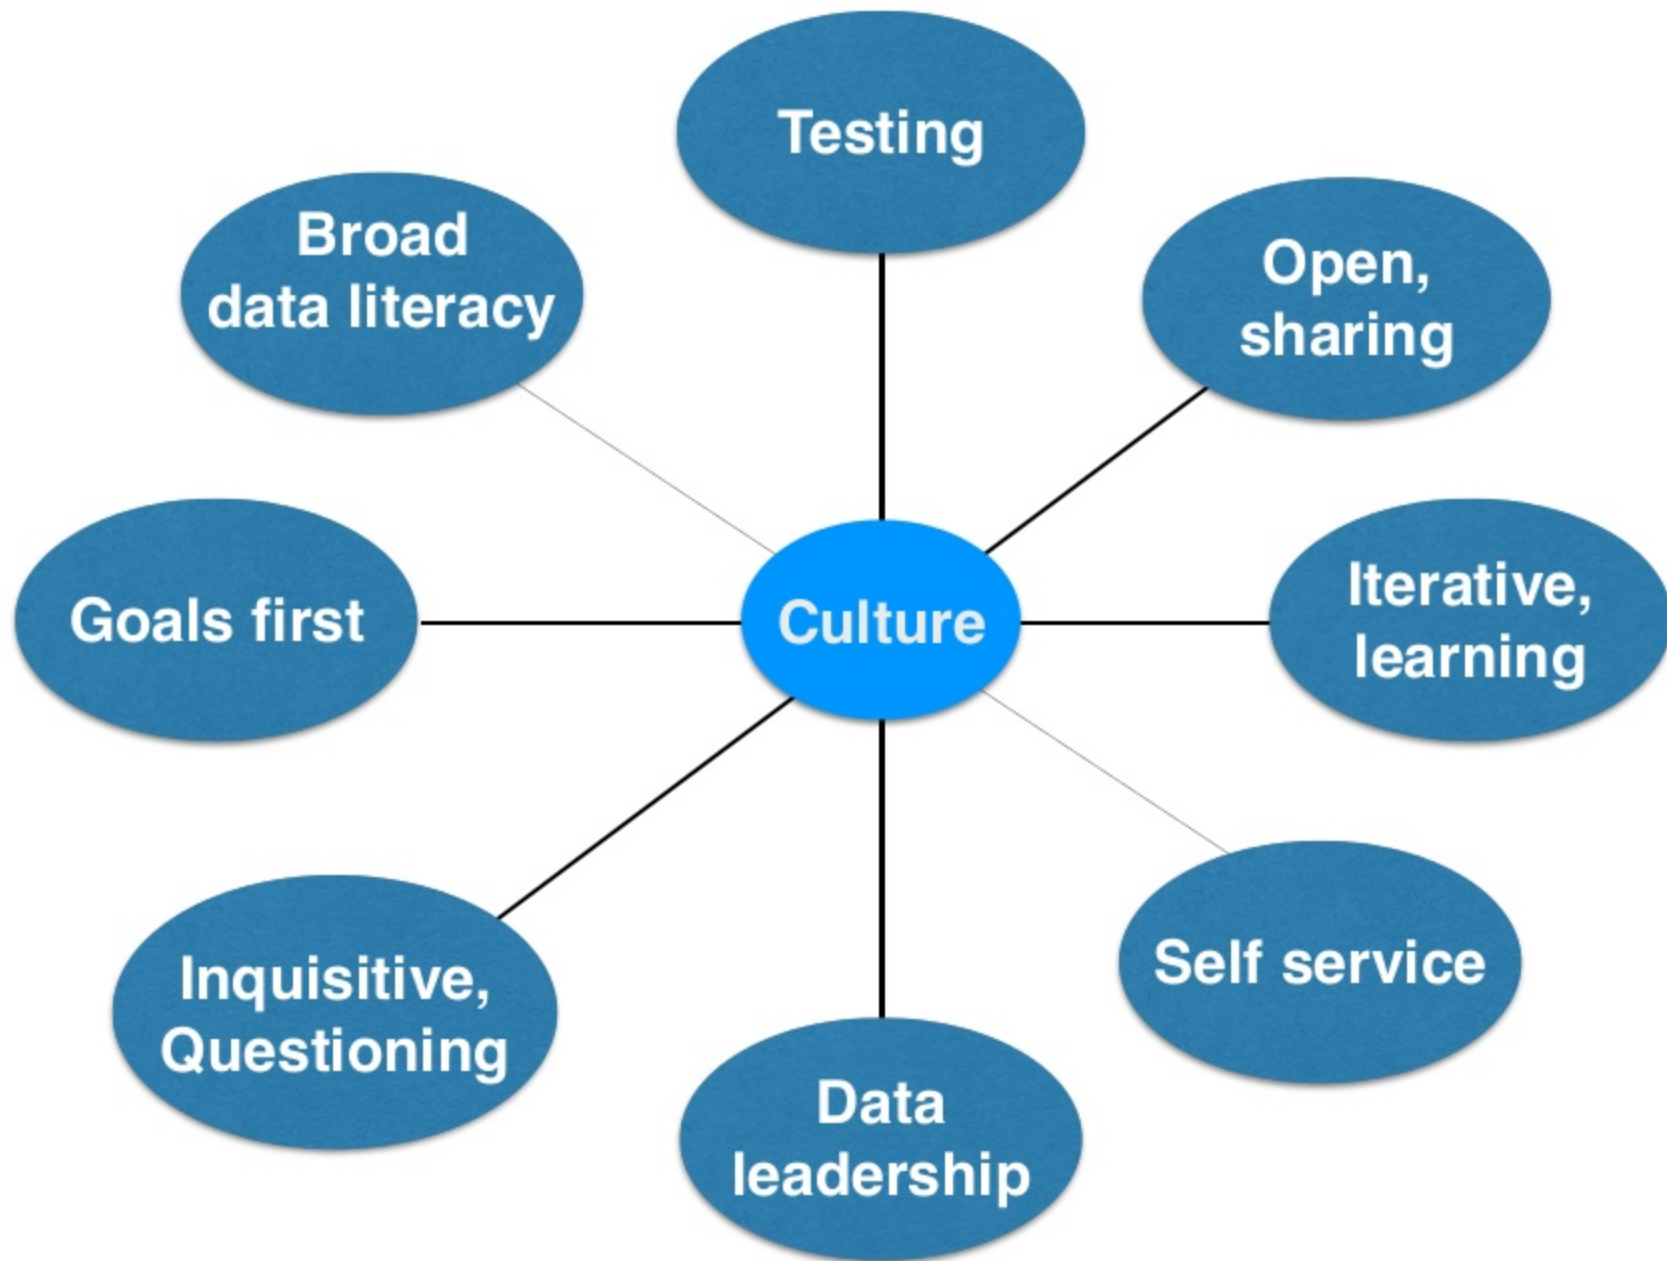 Testing
Broad
data literacy
Open,
sharing
Goals first
Culture
Iterative,
learning
Inquisitive,
Questioning
Self service
Data
leadership